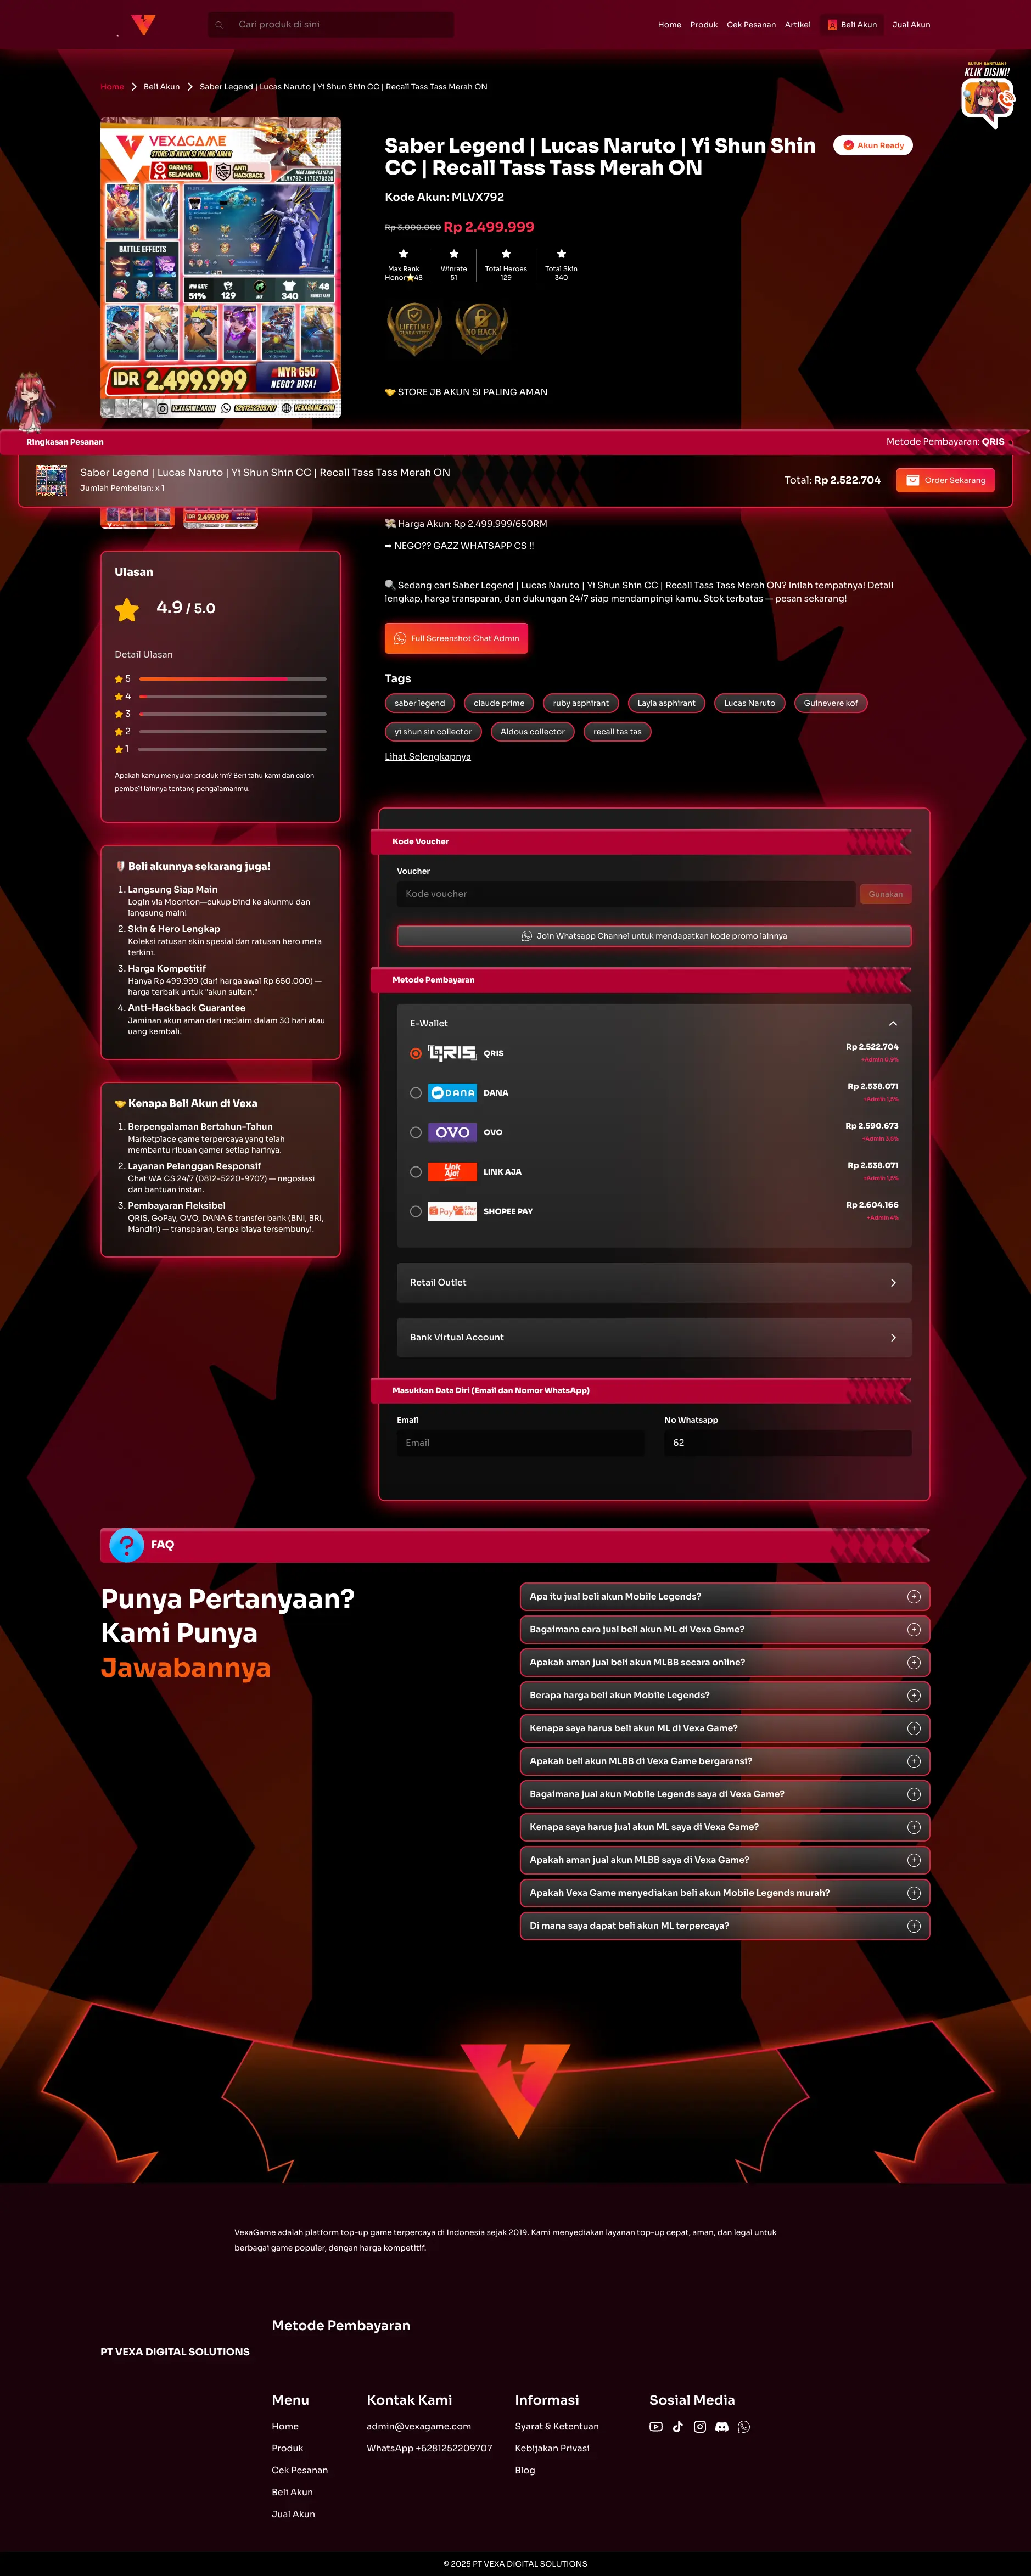 Cari produk di sini
Home
Produk
Cek Pesanan
Artikel
Beli Akun
Jual Akun
BUTUH BANTUAN?
KLIK DISINI!
Home
Beli Akun
Saber Legend | Lucas Naruto | Yi Shun Shin CC | Recall Tass Tass Merah ON
VEXAGAME
STORE JB AKUN SI PALING AMAN
GARANSI
SELAMANYA
ANTI
HACKBACK
BATTLE EFFECTS
WIN RATE
51%
129
340
48
IDR 2.499.999
MYR 650
NEGO? BISA!
VEXAGAME.COM
Saber Legend | Lucas Naruto | Yi Shun Shin
CC | Recall Tass Tass Merah ON
Akun Ready
Kode Akun: MLVX792
Rp 3.000.000 Rp 2.499.999
Max Rank
Honor⭐48
Winrate
51
Total Heroes
129
Total Skin
340
LIFETIME
GUARANTEE
NO HACK
🤝 STORE JB AKUN SI PALING AMAN
Ringkasan Pesanan
Metode Pembayaran: QRIS
Saber Legend | Lucas Naruto | Yi Shun Shin CC | Recall Tass Tass Merah ON
Jumlah Pembelian: x 1
Total: Rp 2.522.704
Order Sekarang
2.499.999
💸 Harga Akun: Rp 2.499.999/650RM
➡ NEGO?? GAZZ WHATSAPP CS !!
🔍 Sedang cari Saber Legend | Lucas Naruto | Yi Shun Shin CC | Recall Tass Tass Merah ON? Inilah tempatnya! Detail
lengkap, harga transparan, dan dukungan 24/7 siap mendampingi kamu. Stok terbatas — pesan sekarang!
Full Screenshot Chat Admin
Tags
saber legend
claude prime
ruby asphirant
Layla asphirant
Lucas Naruto
Guinevere kof
yi shun sin collector
Aldous collector
recall tas tas
Lihat Selengkapnya
Ulasan
4.9 / 5.0
Detail Ulasan
5
4
3
2
1
Apakah kamu menyukai produk ini? Beri tahu kami dan calon
pembeli lainnya tentang pengalamanmu.
Beli akunnya sekarang juga!
1. Langsung Siap Main
Login via Moonton—cukup bind ke akunmu dan
langsung main!
2. Skin & Hero Lengkap
Koleksi ratusan skin spesial dan ratusan hero meta
terkini.
3. Harga Kompetitif
Hanya Rp 499.999 (dari harga awal Rp 650.000) —
harga terbaik untuk "akun sultan."
4. Anti-Hackback Guarantee
Jaminan akun aman dari reclaim dalam 30 hari atau
uang kembali.
🤝 Kenapa Beli Akun di Vexa
1. Berpengalaman Bertahun-Tahun
Marketplace game terpercaya yang telah
membantu ribuan gamer setiap harinya.
2. Layanan Pelanggan Responsif
Chat WA CS 24/7 (0812-5220-9707) — negosiasi
dan bantuan instan.
3. Pembayaran Fleksibel
QRIS, GoPay, OVO, DANA & transfer bank (BNI, BRI,
Mandiri) — transparan, tanpa biaya tersembunyi.
Kode Voucher
Voucher
Kode voucher
Gunakan
Join Whatsapp Channel untuk mendapatkan kode promo lainnya
Metode Pembayaran
E-Wallet
QRIS
QRIS
Rp 2.522.704
+Admin 0,9%
DANA
DANA
Rp 2.538.071
+Admin 1,5%
OVO
OVO
Rp 2.590.673
+Admin 3,5%
Link
Aja!
LINK AJA
Rp 2.538.071
+Admin 1,5%
Pay
SHOPEE PAY
Rp 2.604.166
+Admin 4%
Retail Outlet
Bank Virtual Account
Masukkan Data Diri (Email dan Nomor WhatsApp)
Email
No Whatsapp
Email
62
FAQ
Punya Pertanyaan?
Kami Punya
Jawabannya
Apa itu jual beli akun Mobile Legends?
Bagaimana cara jual beli akun ML di Vexa Game?
Apakah aman jual beli akun MLBB secara online?
Berapa harga beli akun Mobile Legends?
Kenapa saya harus beli akun ML di Vexa Game?
Apakah beli akun MLBB di Vexa Game bergaransi?
Bagaimana jual akun Mobile Legends saya di Vexa Game?
Kenapa saya harus jual akun ML saya di Vexa Game?
Apakah aman jual akun MLBB saya di Vexa Game?
Apakah Vexa Game menyediakan beli akun Mobile Legends murah?
Di mana saya dapat beli akun ML terpercaya?
VexaGame adalah platform top-up game terpercaya di Indonesia sejak 2019. Kami menyediakan layanan top-up cepat, aman, dan legal untuk
berbagai game populer, dengan harga kompetitif.
Metode Pembayaran
PT VEXA DIGITAL SOLUTIONS
Menu
Home
Produk
Cek Pesanan
Beli Akun
Jual Akun
Kontak Kami
admin@vexagame.com
WhatsApp +6281252209707
Informasi
Syarat & Ketentuan
Kebijakan Privasi
Blog
Sosial Media
© 2025 PT VEXA DIGITAL SOLUTIONS